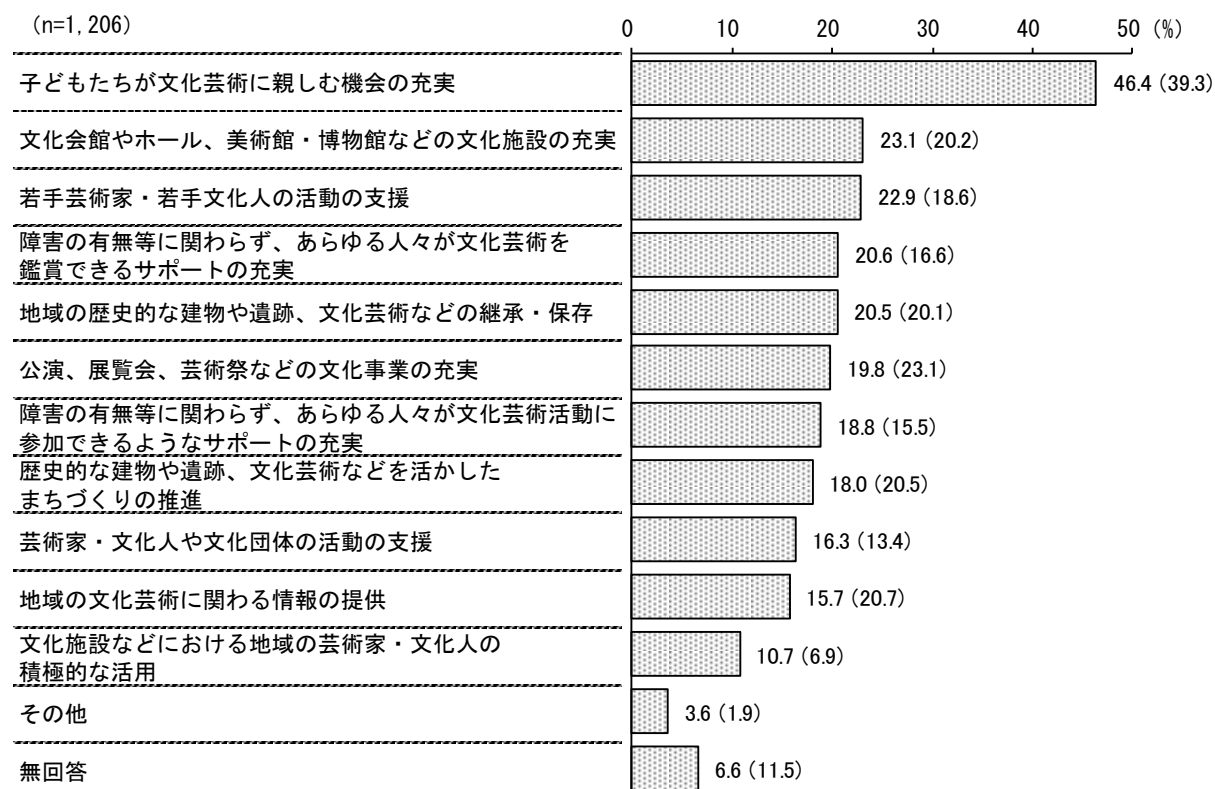 (n=1,206)
0 10 20 30 40 50 (%)
子どもたちが文化芸術に親しむ機会の充実 46.4 (39.3)
文化会館やホール、美術館・博物館などの文化施設の充実 23.1 (20.2)
若手芸術家・若手文化人の活動の支援 22.9 (18.6)
障害の有無等に関わらず、あらゆる人々が文化芸術を
鑑賞できるサポートの充実 20.6 (16.6)
地域の歴史的な建物や遺跡、文化芸術などの継承・保存 20.5 (20.1)
公演、展覧会、芸術祭などの文化事業の充実 19.8 (23.1)
障害の有無等に関わらず、あらゆる人々が文化芸術活動に
参加できるようなサポートの充実 18.8 (15.5)
歴史的な建物や遺跡、文化芸術などを活かした
まちづくりの推進 18.0 (20.5)
芸術家・文化人や文化団体の活動の支援 16.3 (13.4)
地域の文化芸術に関わる情報の提供 15.7 (20.7)
文化施設などにおける地域の芸術家・文化人の
積極的な活用 10.7 (6.9)
その他 3.6 (1.9)
無回答 6.6 (11.5)